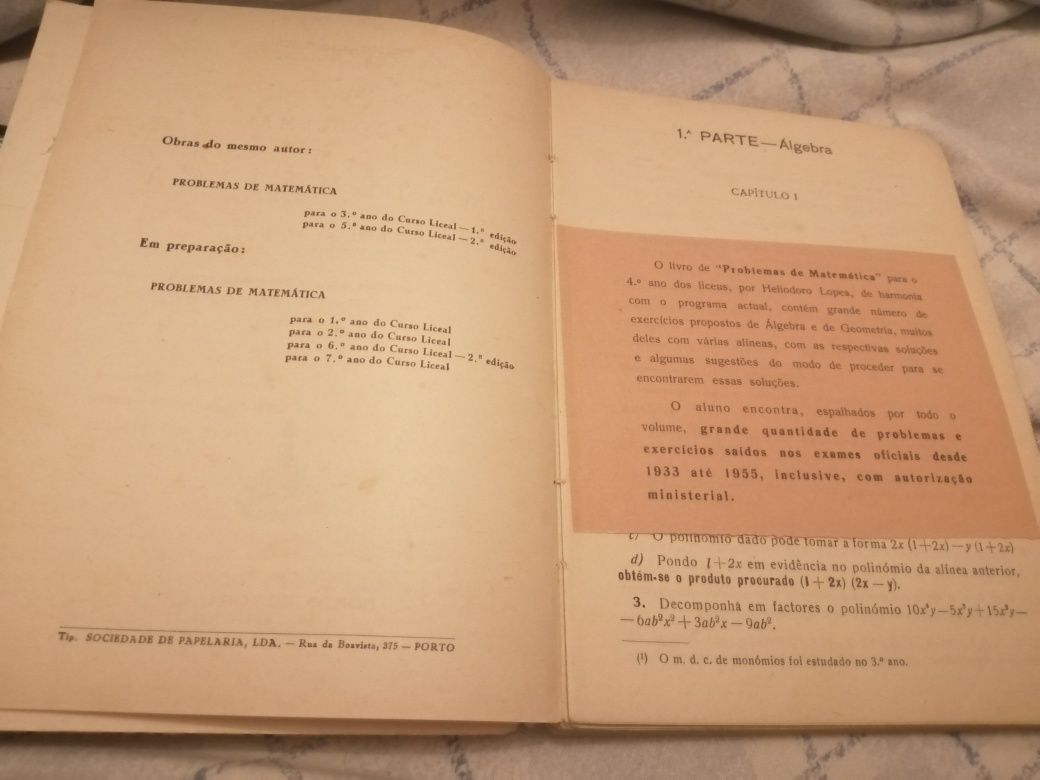 Obras do mesmo autor:
PROBLEMAS DE MATEMÁTICA
para o 3.º ano do Curso Liceal — 1.ª edição
para o 5.º ano do Curso Liceal — 2.ª edição
Em preparação:
PROBLEMAS DE MATEMÁTICA
para o 1.º ano do Curso Liceal
para o 2.º ano do Curso Liceal
para o 6.º ano do Curso Liceal — 2.ª edição
para o 7.º ano do Curso Liceal
Tip. SOCIEDADE DE PAPELARIA, LDA. — Rua da Boavista, 375 — PORTO
1.ª PARTE — Álgebra
CAPÍTULO I
O livro de "Problemas de Matemática" para o
4.º ano dos liceus, por Heliodoro Lopes, de harmonia
com o programa actual, contém grande número de
exercícios propostos de Álgebra e de Geometria, muitos
deles com várias alíneas, com as respectivas soluções
e algumas sugestões do modo de proceder para se
encontrarem essas soluções.
O aluno encontra, espalhados por todo o
volume, grande quantidade de problemas e
exercícios saídos nos exames oficiais desde
1933 até 1955, inclusive, com autorização
ministerial.
c) O polinómio dado pode tomar a forma 2x (1+2x) — y (1+2x)
d) Pondo 1+2x em evidência no polinómio da alínea anterior,
obtém-se o produto procurado (1 + 2x) (2x — y).
3. Decomponha em factores o polinómio
— 6ab²x² + 3ab²x — 9ab².
(¹) O m. d. c. de monómios foi estudado no 3.º ano.